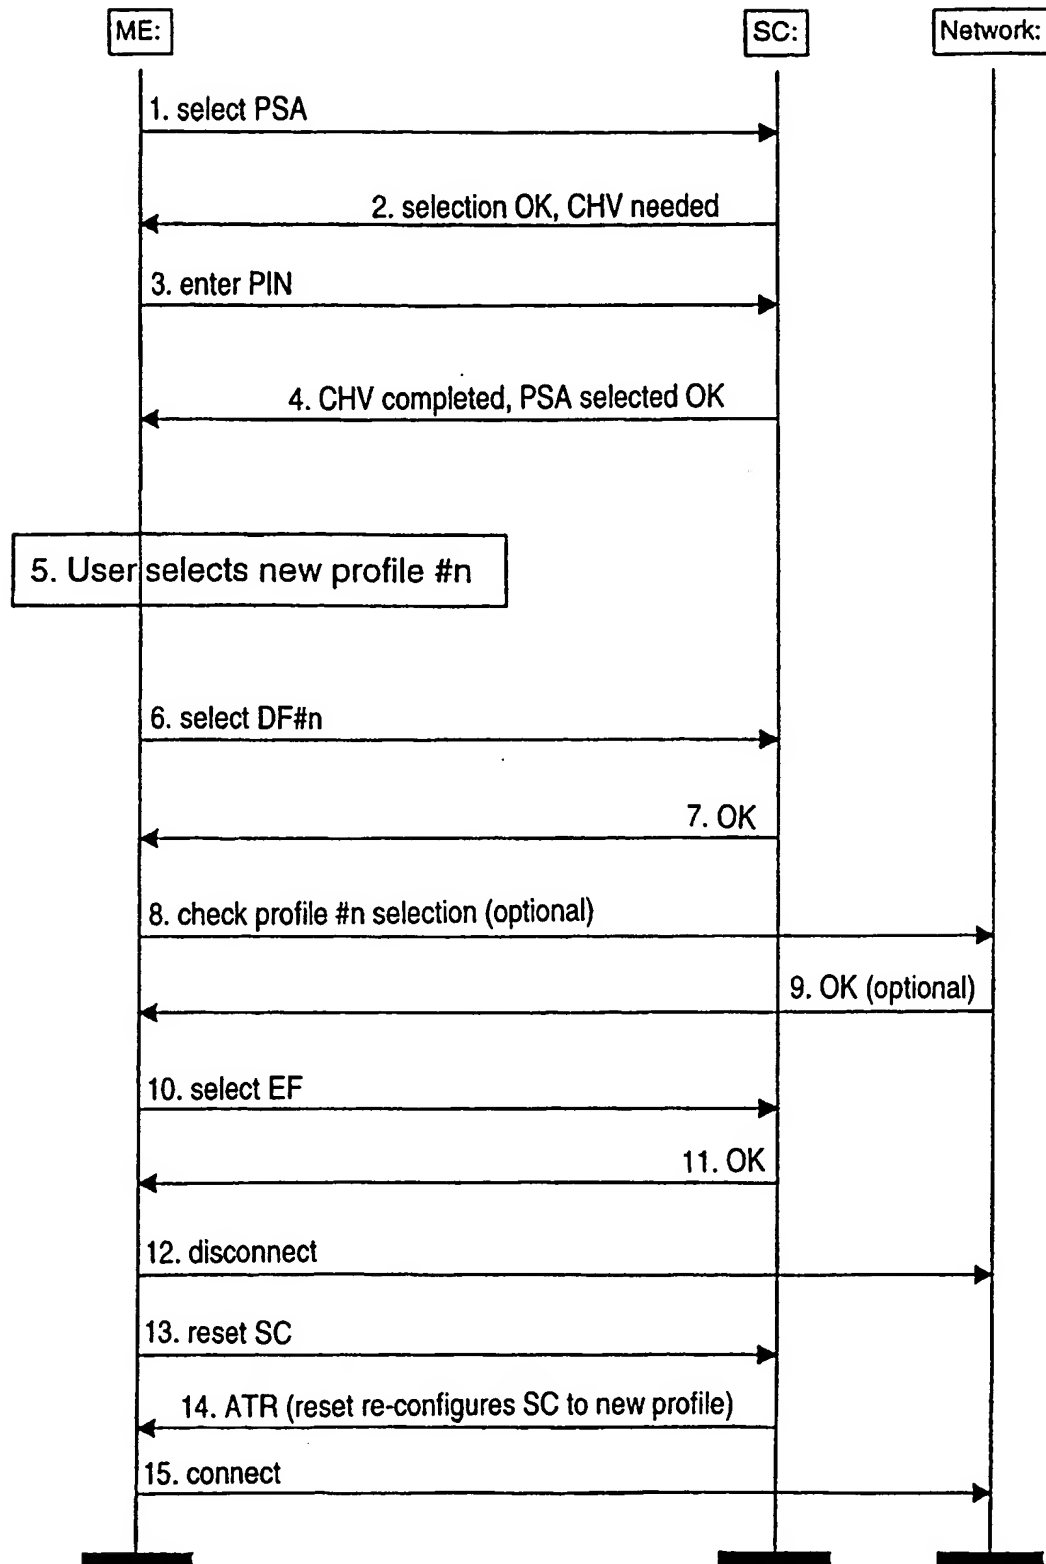 ME:
SC:
Network:
1. select PSA
2. selection OK, CHV needed
3. enter PIN
4. CHV completed, PSA selected OK
5. User selects new profile #n
6. select DF#n
7. OK
8. check profile #n selection (optional)
9. OK (optional)
10. select EF
11. OK
12. disconnect
13. reset SC
14. ATR (reset re-configures SC to new profile)
15. connect